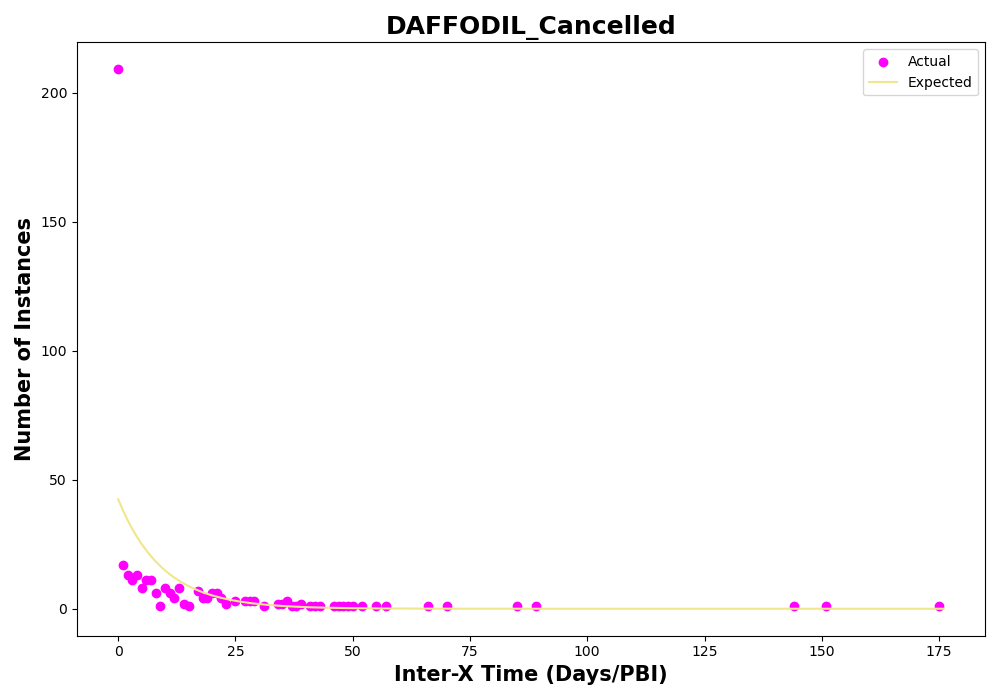 DAFFODIL_Cancelled
Actual
Expected
Number of Instances
200
150
100
50
0
0 25 50 75 100 125 150 175
Inter-X Time (Days/PBI)